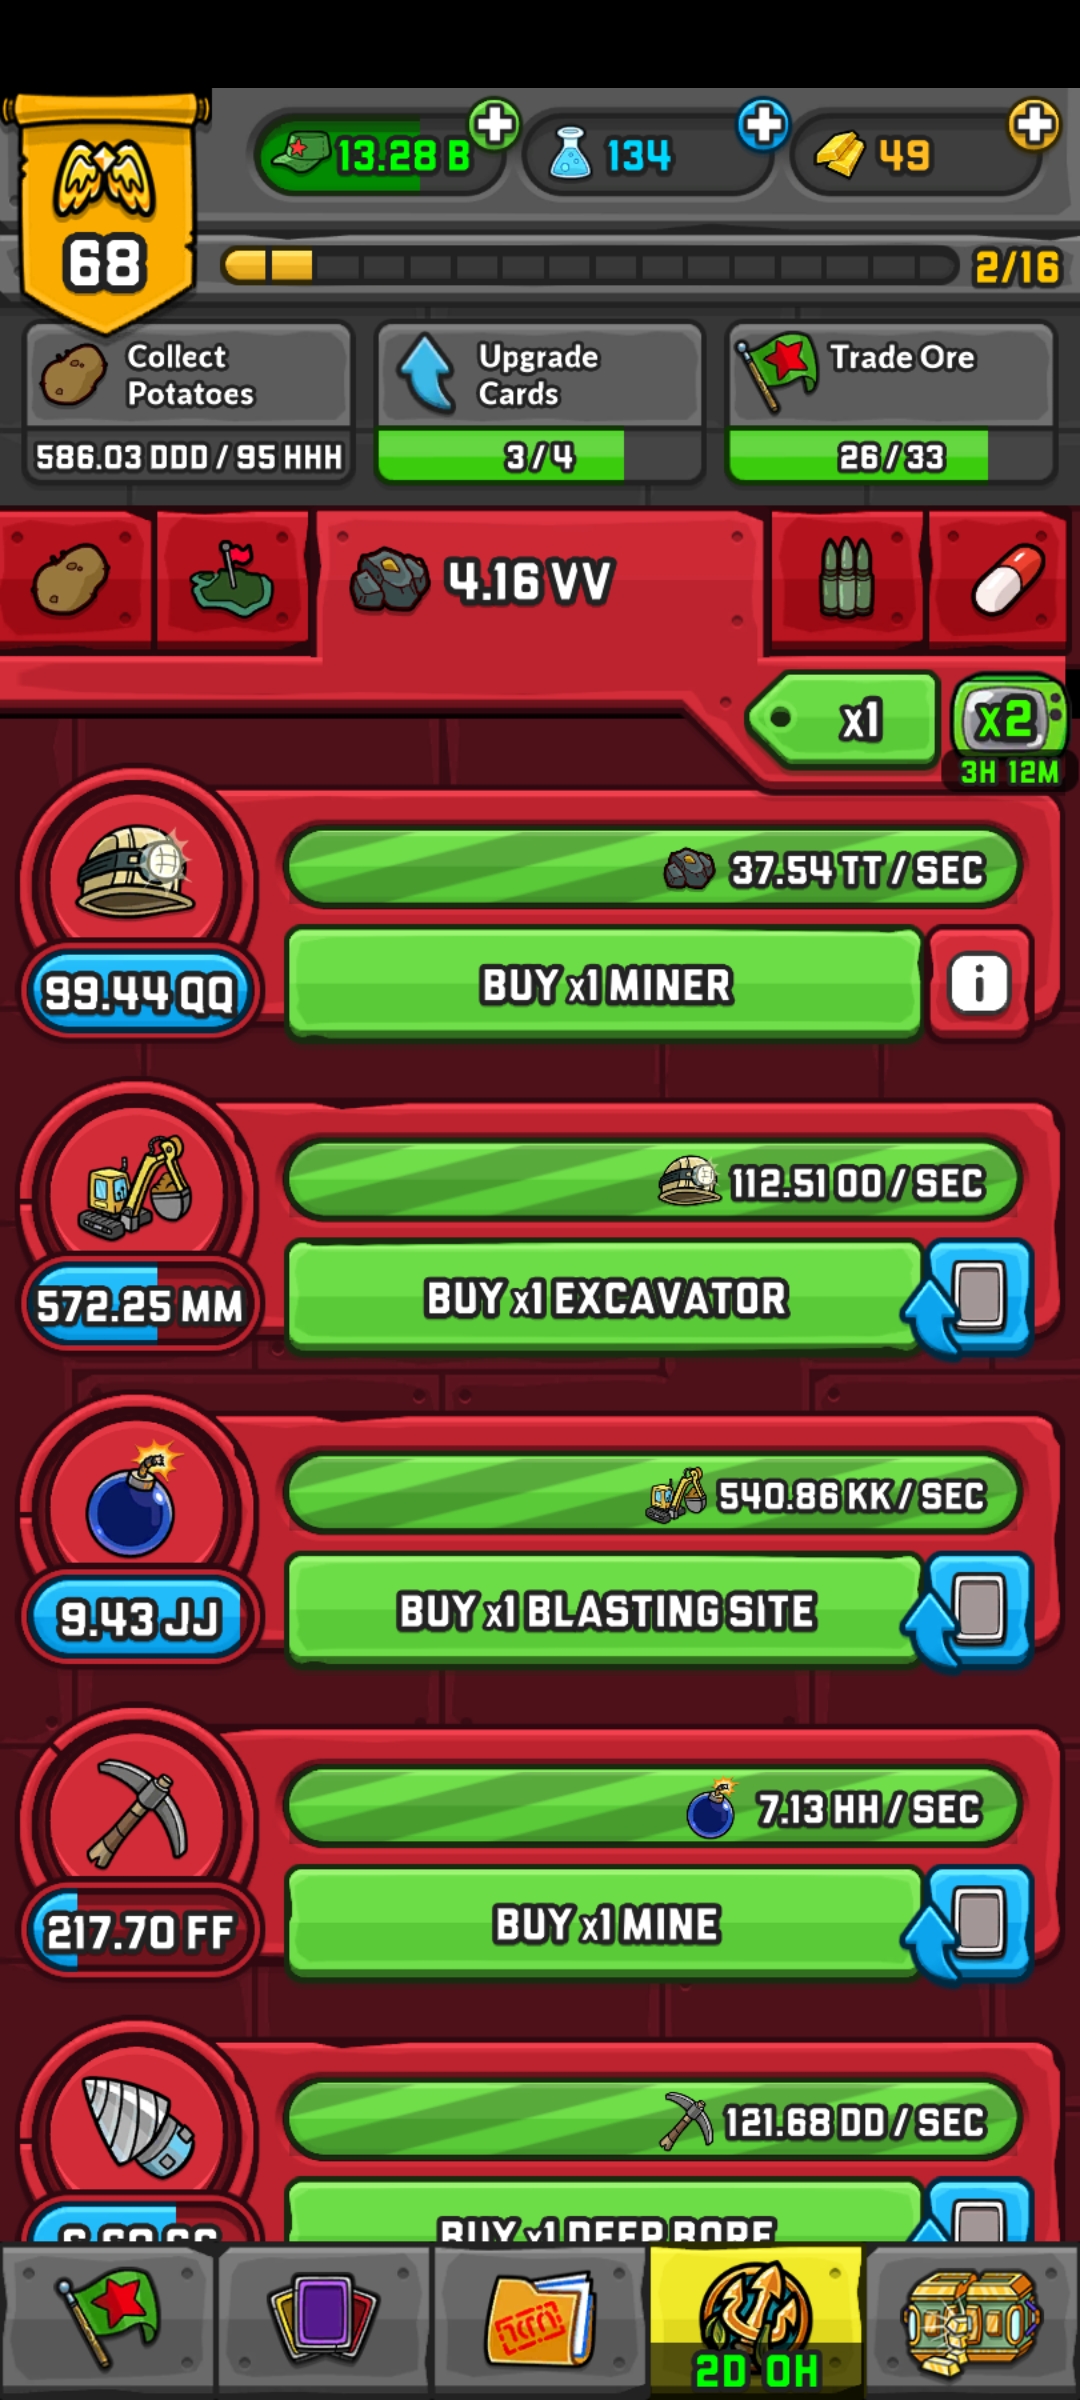 13.28 B
134
49
68
2/16
Collect
Potatoes
Upgrade
Cards
Trade Ore
586.03 DDD / 95 HHH
3/4
26/33
4.16 VV
x1
x2
3H 12M
37.54 TT / SEC
99.44 QQ
BUY x1 MINER
i
112.51 OO / SEC
572.25 MM
BUY x1 EXCAVATOR
540.86 KK / SEC
9.43 JJ
BUY x1 BLASTING SITE
7.13 HH / SEC
217.70 FF
BUY x1 MINE
121.68 DD / SEC
BUY x1 DEEP BORE
2D 0H